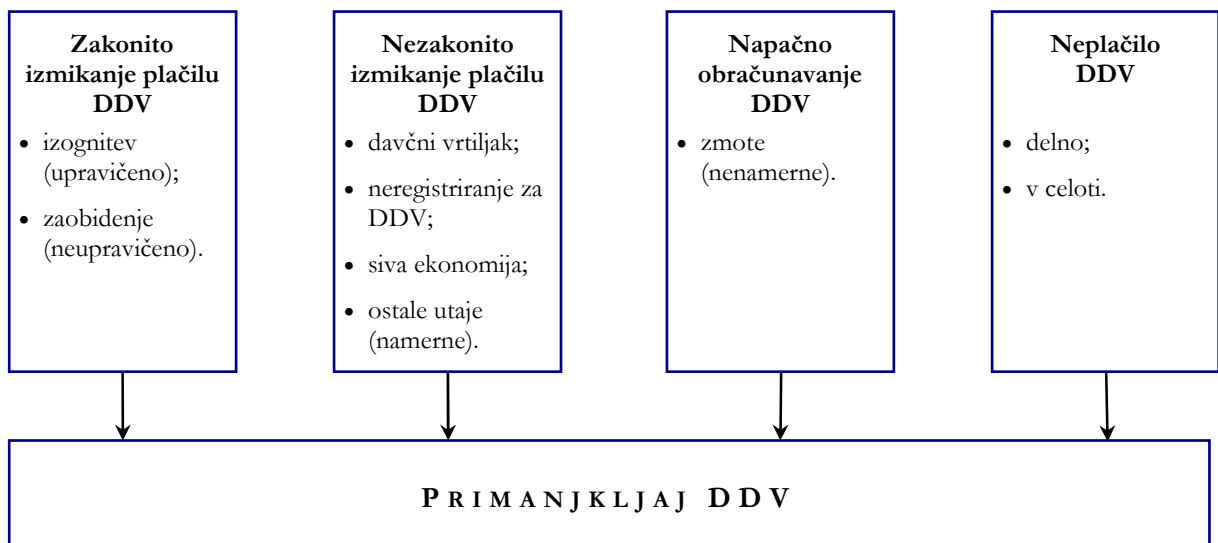 Zakonito
izmikanje plačilu
DDV
• izognitev
(upravičeno);
• zaobidenje
(neupravičeno).
Nezakonito
izmikanje plačilu
DDV
• davčni vrtiljak;
• neregistriranje za
DDV;
• siva ekonomija;
• ostale utaje
(namerne).
Napačno
obračunavanje
DDV
• zmote
(nenamerne).
Neplačilo
DDV
• delno;
• v celoti.
PRIMANJKLJAJ DDV